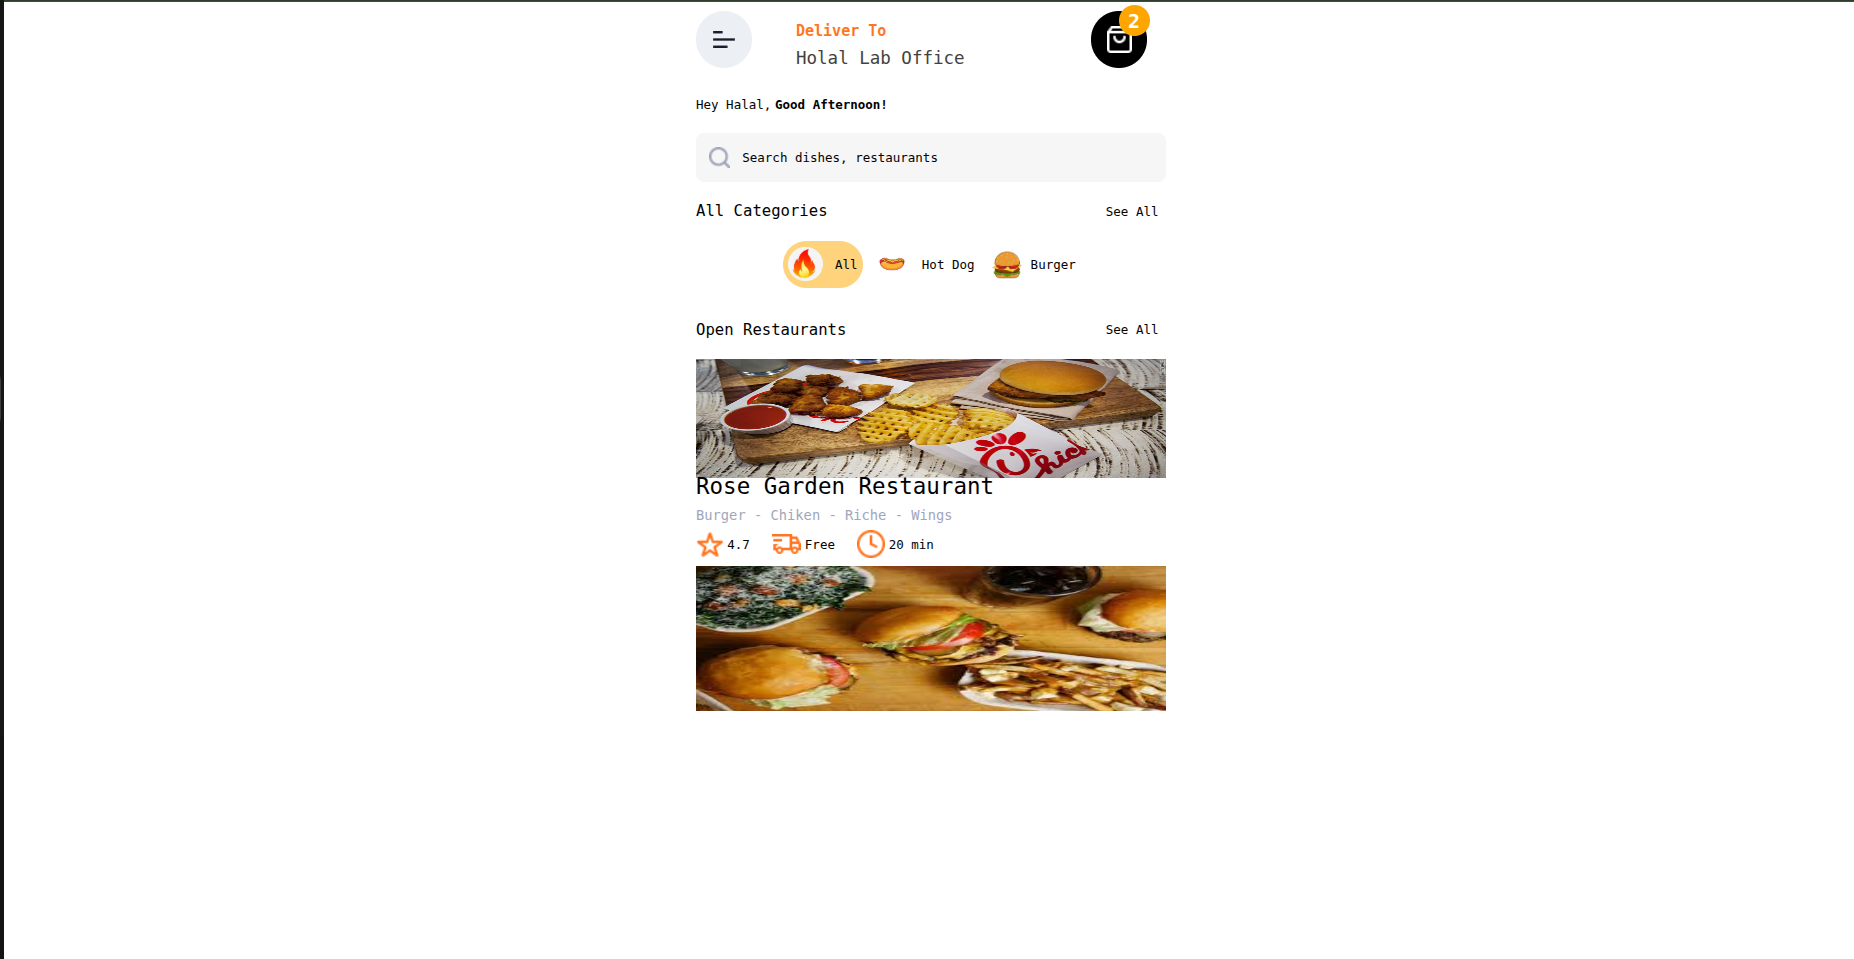 2
Deliver To
Holal Lab Office
Hey Halal, Good Afternoon!
Search dishes, restaurants
All Categories
See All
All
Hot Dog
Burger
Open Restaurants
See All
Chick
Rose Garden Restaurant
Burger - Chiken - Riche - Wings
4.7
Free
20 min